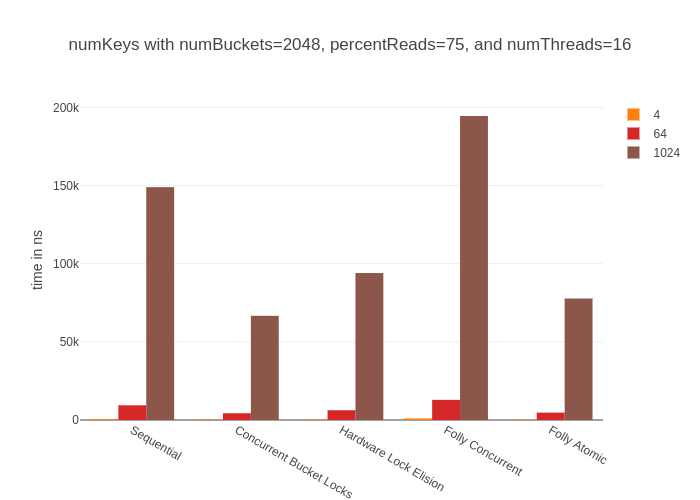 numKeys with numBuckets=2048, percentReads=75, and numThreads=16
200k
150k
100k
50k
0
time in ns
4
64
1024
Sequential
Concurrent Bucket Locks
Hardware Lock Elision
Folly Concurrent
Folly Atomic